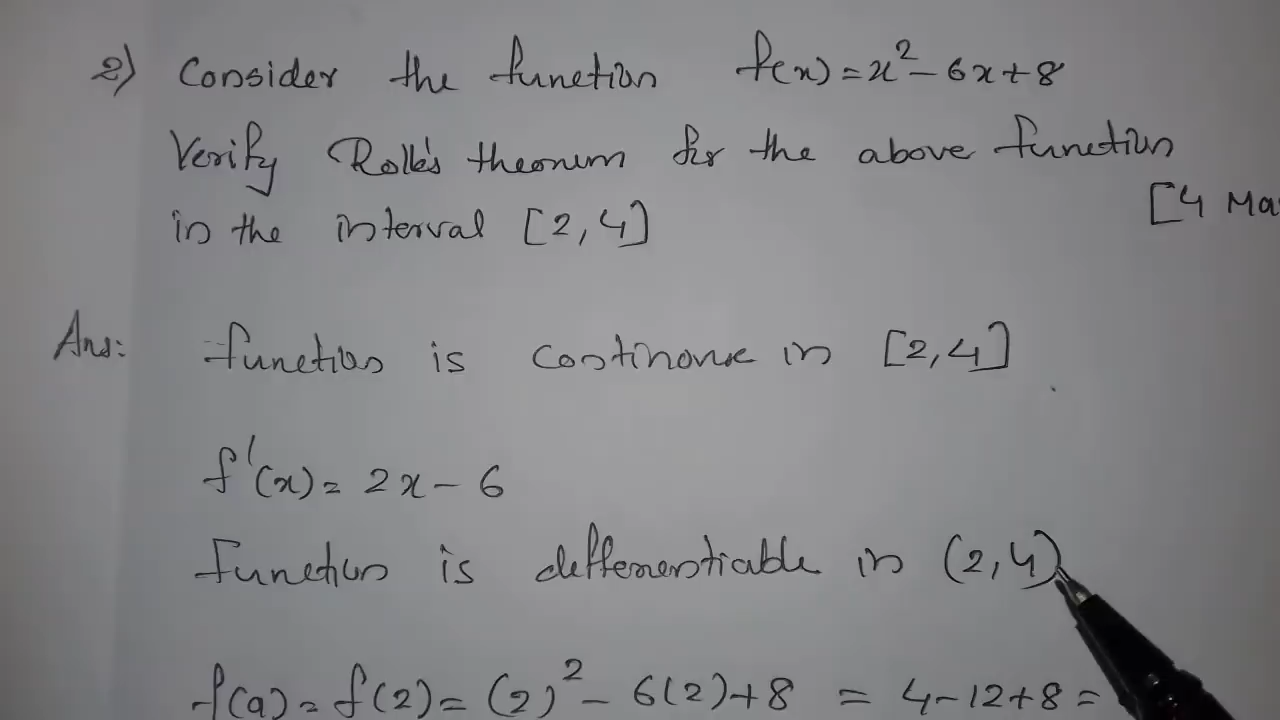 2) Consider the function f(x) = x² - 6x + 8
Verify Rolle's theorem for the above function
[4 Ma
in the interval [2,4]
Ans: function is continous in [2,4]
f'(x) = 2x - 6
Function is differentiable in (2,4)
f(a) = f(2) = (2)² - 6(2) + 8 = 4 - 12 + 8 =